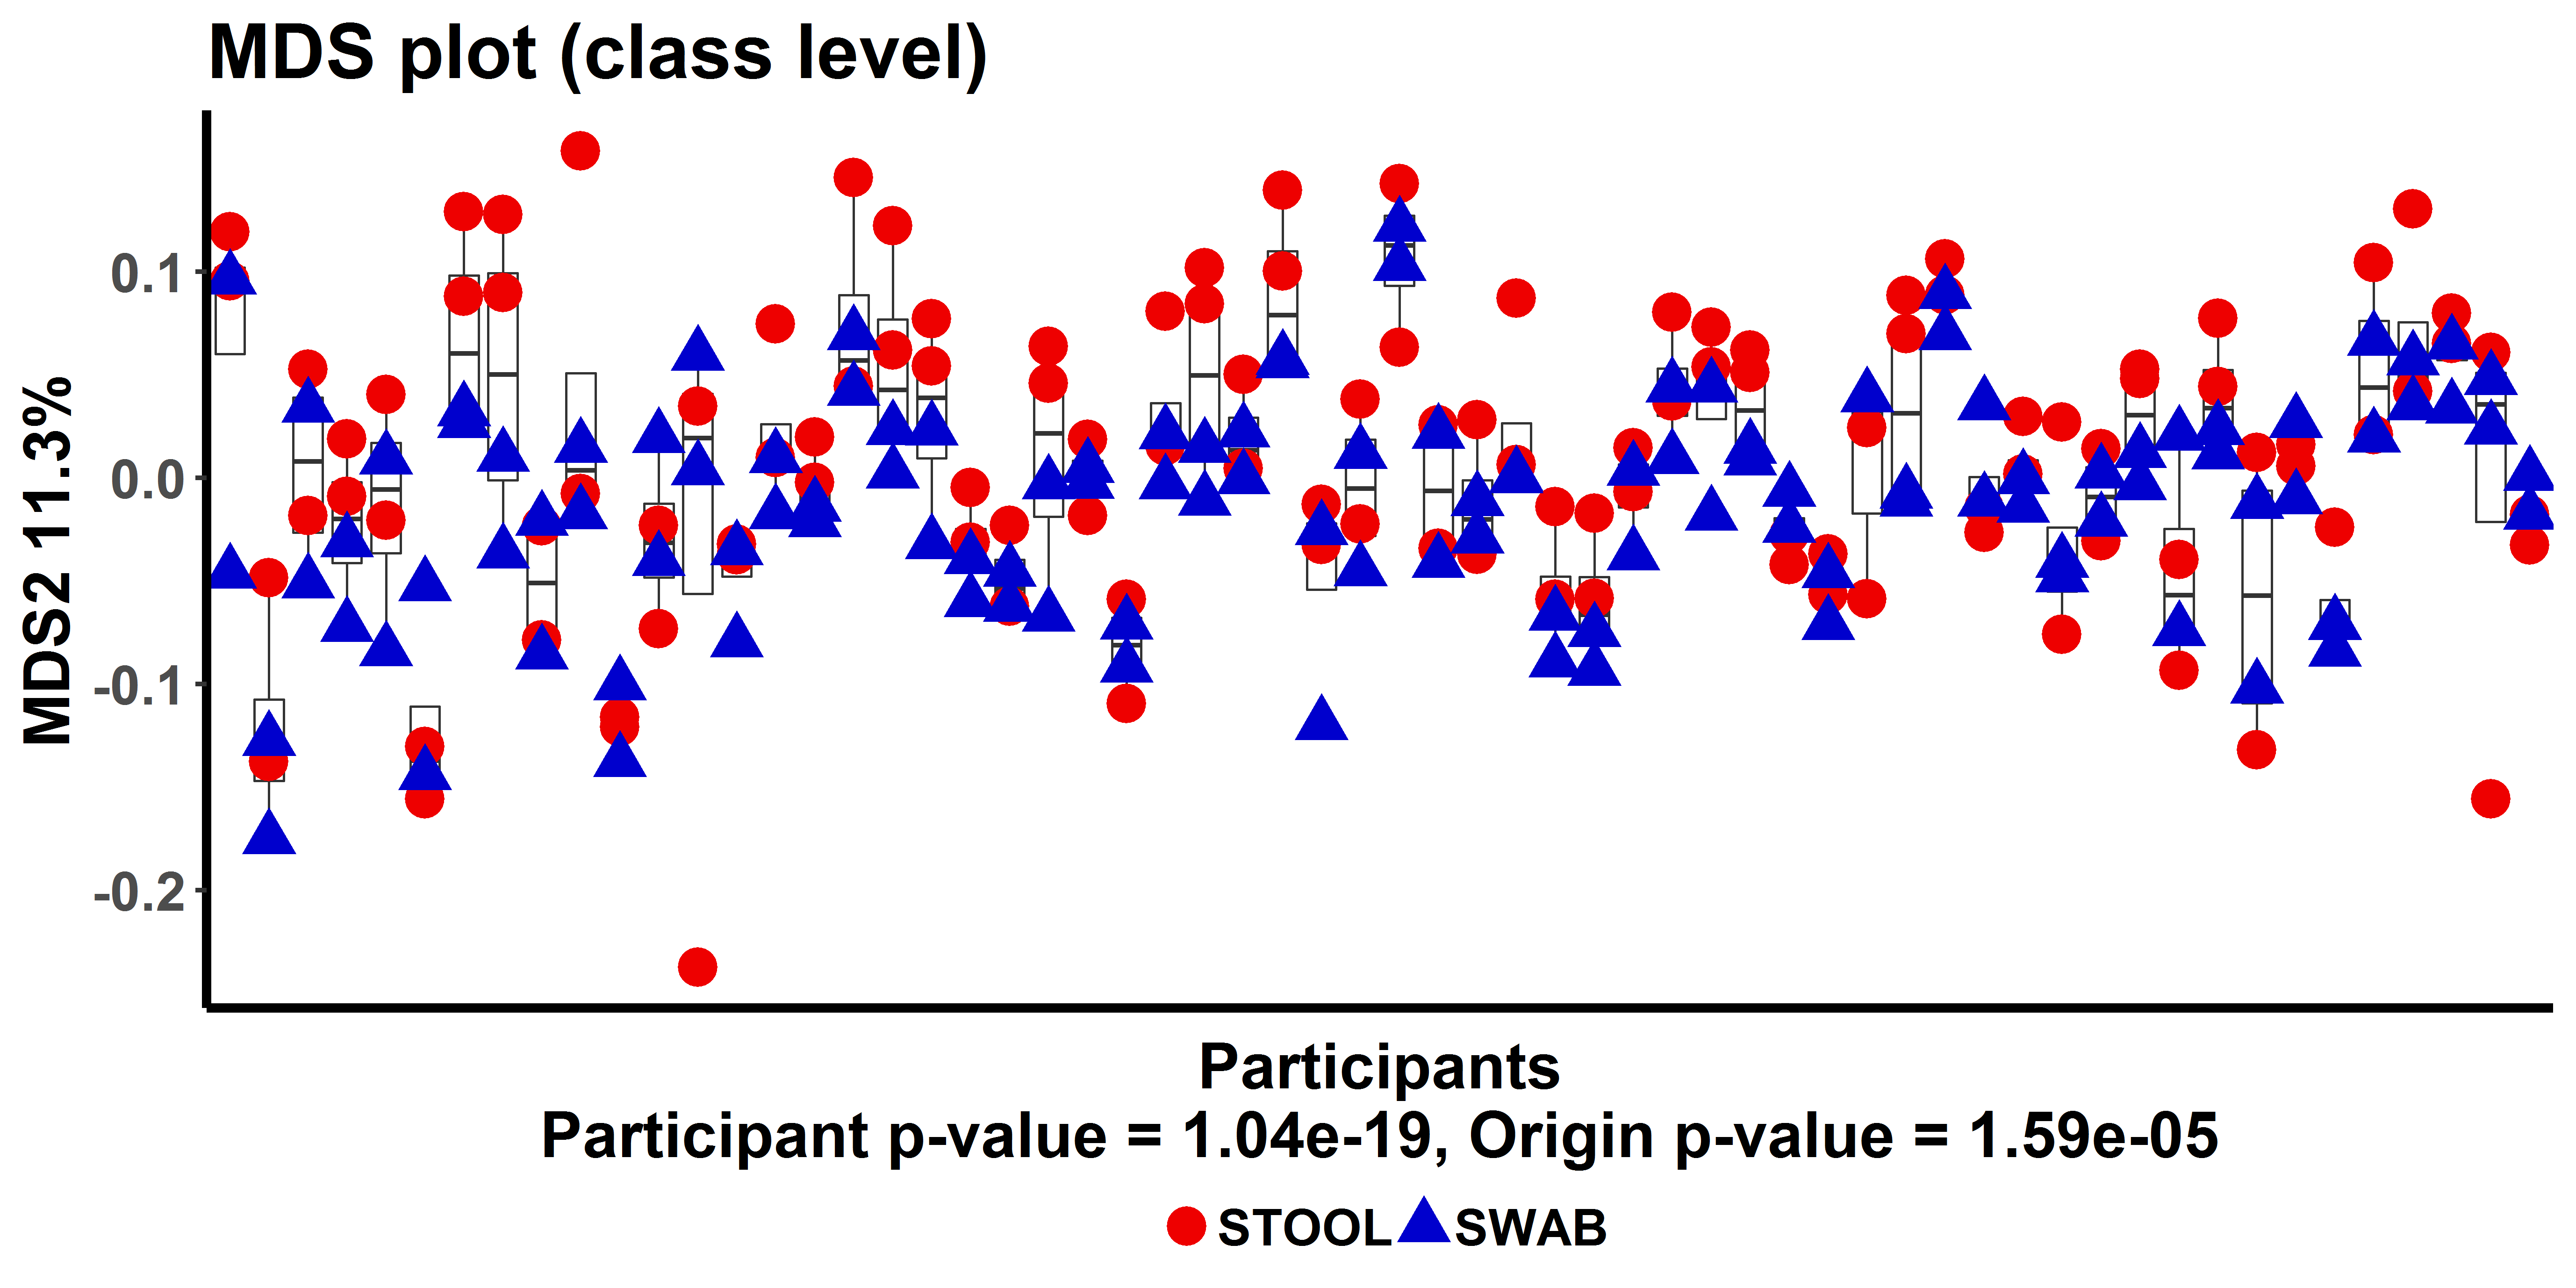 MDS plot (class level)
MDS2 11.3%
0.1
0.0
-0.1
-0.2
Participants
Participant p-value = 1.04e-19, Origin p-value = 1.59e-05
STOOL SWAB